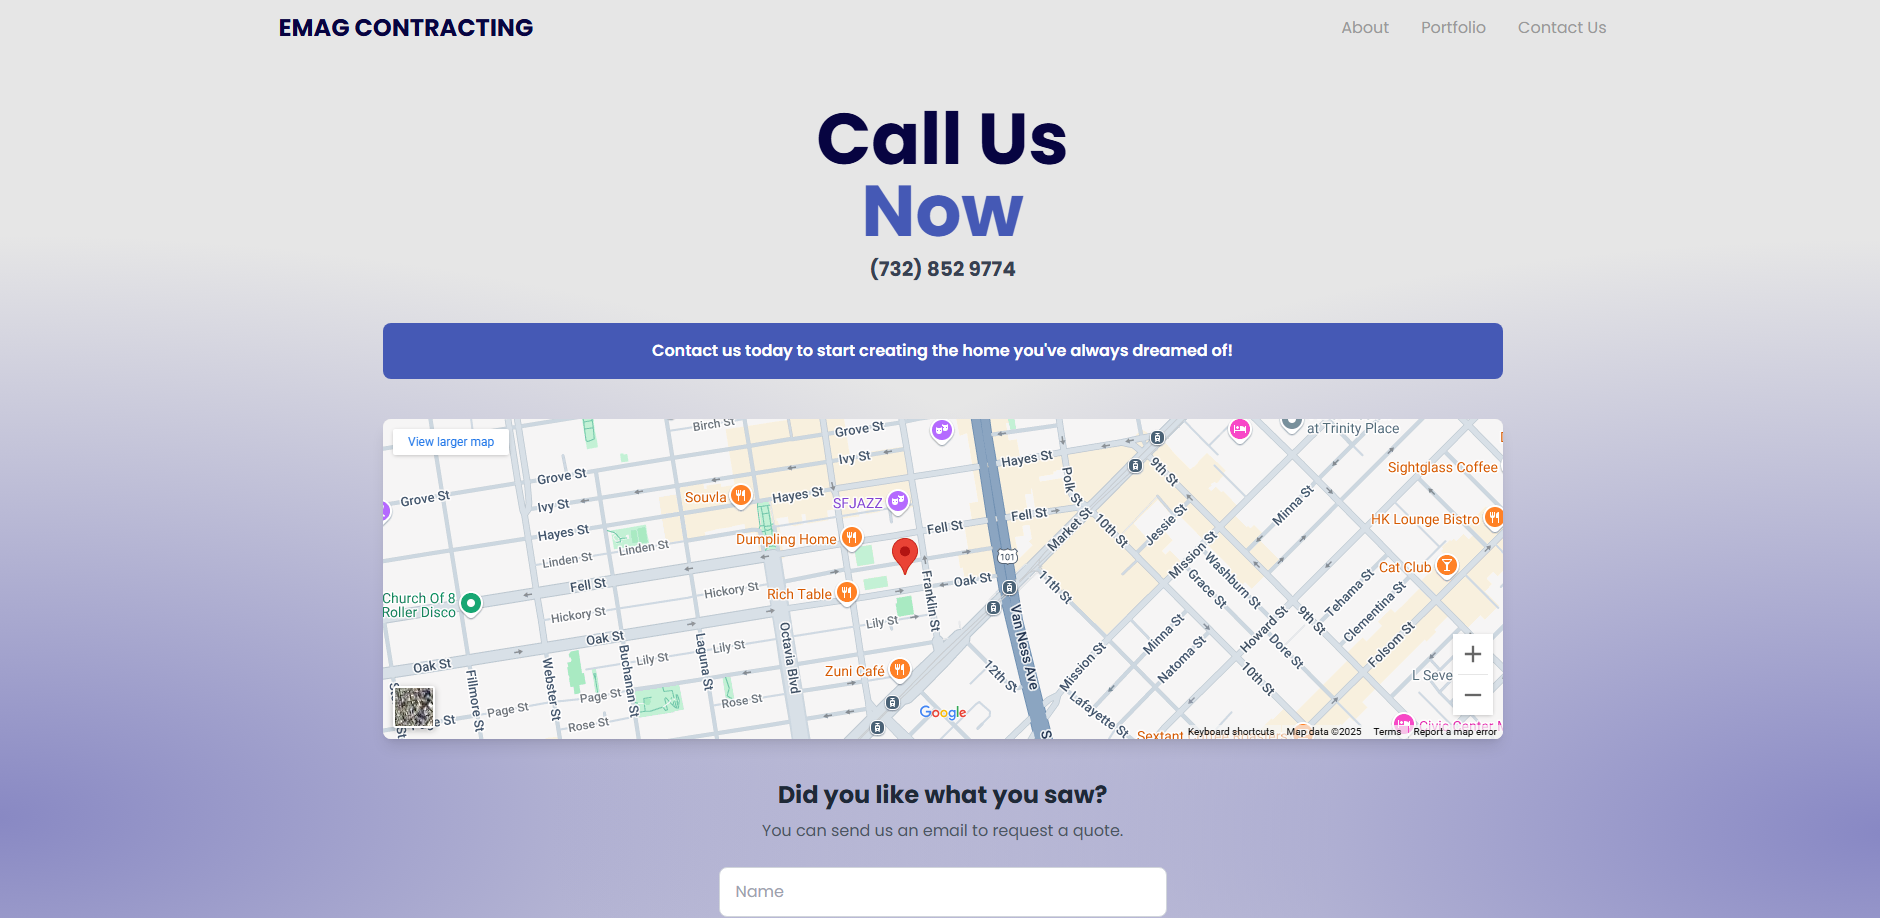 EMAG CONTRACTING
About
Portfolio
Contact Us
Call Us
Now
(732) 852 9774
Contact us today to start creating the home you've always dreamed of!
View larger map
Birch St
Grove St
Ivy St
Hayes St
Polk St
9th St
at Trinity Place
Sightglass Coffee
Grove St
Grove St
Ivy St
Souvla
Hayes St
SFJAZZ
Minna St
HK Lounge Bistro
Hayes St
Linden St
Linden St
Dumpling Home
Fell St
Fell St
Market St
10th St
Jessie St
Mission St
101
Washburn St
Grace St
Cat Club
Fell St
Hickory St
Rich Table
Franklin St
Oak St
11th St
Tehama St
Clementina St
Church Of 8
Roller Disco
Hickory St
Lily St
Van Ness Ave
9th St
Howard St
Dore St
Folsom St
Oak St
Oak St
Lily St
Lily St
Laguna St
Octavia Blvd
Buchanan St
Webster St
Fillmore St
Zuni Café
12th St
Mission St
Minna St
Natoma St
10th St
L Seve
Page St
Page St
Rose St
Rose St
e St
Lafayette St
Google
Sextant
Civic Center
Keyboard shortcuts
Map data ©2025
Terms
Report a map error
Did you like what you saw?
You can send us an email to request a quote.
Name